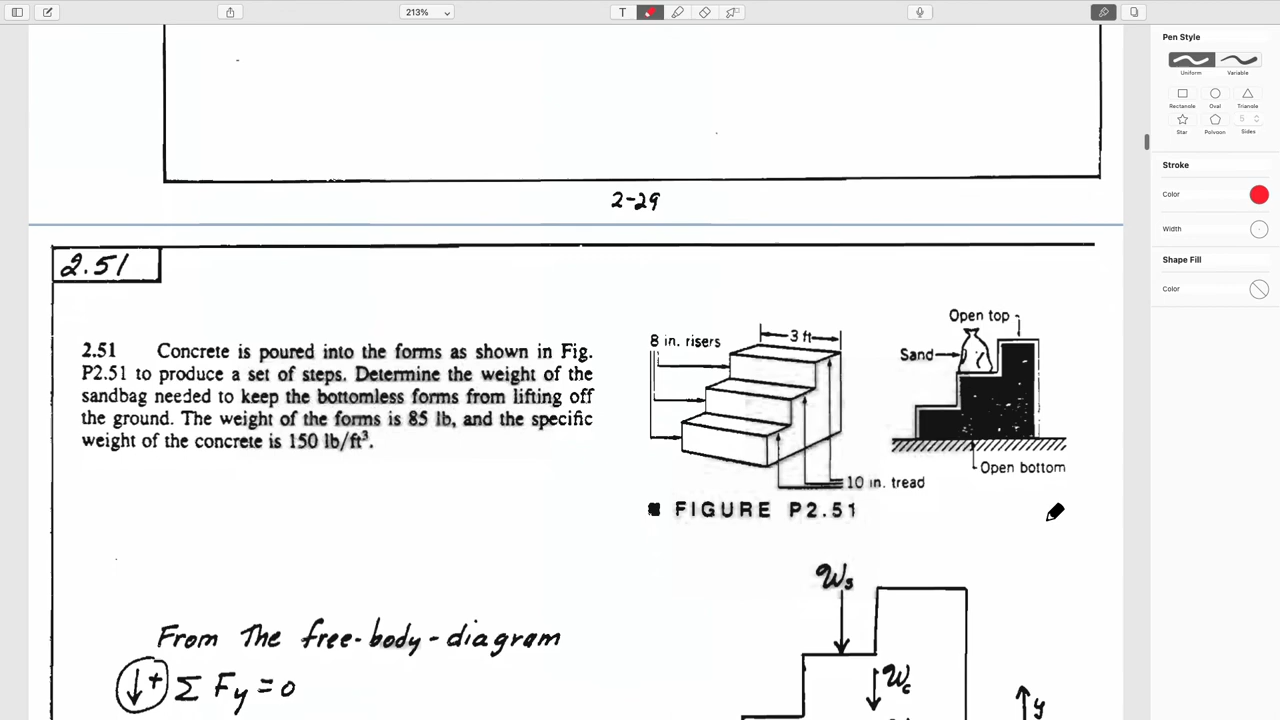 213%
T
Pen Style
Uniform
Variable
Rectangle
Oval
Triangle
Star
Polygon
5
Sides
Stroke
Color
Width
Shape Fill
Color
2-29
2.51
2.51 Concrete is poured into the forms as shown in Fig.
P2.51 to produce a set of steps. Determine the weight of the
sandbag needed to keep the bottomless forms from lifting off
the ground. The weight of the forms is 85 lb, and the specific
weight of the concrete is 150 lb/ft³.
8 in. risers
3 ft
10 in. tread
Open top
Sand
Open bottom
FIGURE P2.51
From the free-body-diagram
↓+ Σ Fy = 0
Ws
Wc
y